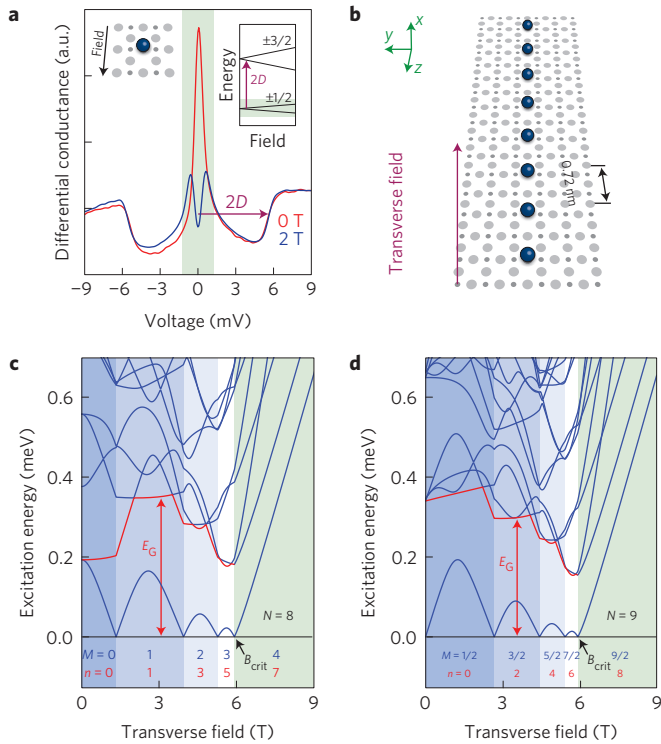 a
Field
Energy
±3/2
2D
±1/2
Field
2D
0 T
2 T
Differential conductance (a.u.)
−9
−6
−3
0
3
6
9
Voltage (mV)
b
x
y
z
Transverse field
0.72 nm
c
0.6
0.4
0.2
0.0
Excitation energy (meV)
E_G
N = 8
B_crit
M = 0 1 2 3 4
n = 0 1 3 5 7
0 3 6 9
Transverse field (T)
d
0.6
0.4
0.2
0.0
Excitation energy (meV)
E_G
N = 9
B_crit
M = 1/2 3/2 5/2 7/2 9/2
n = 0 2 4 6 8
0 3 6 9
Transverse field (T)